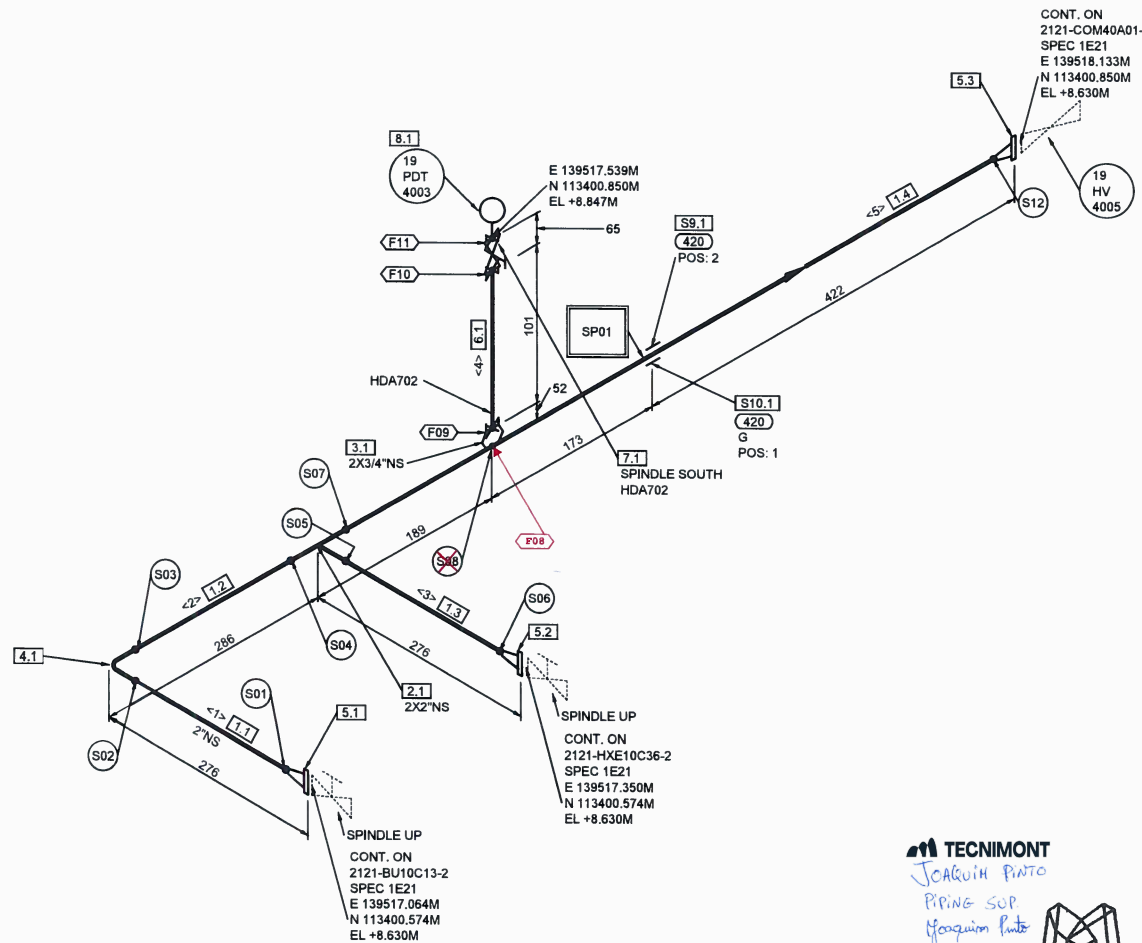 CONT. ON
2121-COM40A01-
SPEC 1E21
E 139518.133M
N 113400.850M
EL +8.630M
5.3
8.1
19
PDT
4003
E 139517.539M
N 113400.850M
EL +8.847M
19
HV
4005
S12
<5> 1.4
65
S9.1
420
POS: 2
F11
F10
422
101
SP01
6.1
<4>
HDA702
52
S10.1
420
G
POS: 1
F09
3.1
2X3/4"NS
173
7.1
SPINDLE SOUTH
HDA702
S07
S05
189
F08
S08
S03
<2> 1.2
<3> 1.3
S06
5.2
286
S04
276
4.1
2.1
2X2"NS
S01
5.1
<1> 1.1
2"NS
S02
276
SPINDLE UP
CONT. ON
2121-HXE10C36-2
SPEC 1E21
E 139517.350M
N 113400.574M
EL +8.630M
SPINDLE UP
CONT. ON
2121-BU10C13-2
SPEC 1E21
E 139517.064M
N 113400.574M
EL +8.630M
TECNIMONT
JOAQUIM PINTO
PIPING SUP.
Joaquim Pinto